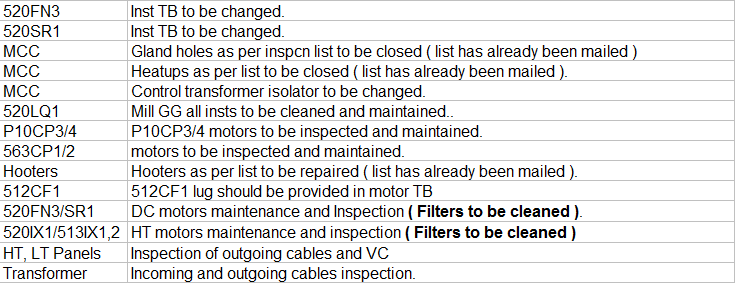 520FN3 Inst TB to be changed.
520SR1 Inst TB to be changed.
MCC Gland holes as per inspcn list to be closed ( list has already been mailed )
MCC Heatups as per list to be closed ( list has already been mailed ).
MCC Control transformer isolator to be changed.
520LQ1 Mill GG all insts to be cleaned and maintained..
P10CP3/4 P10CP3/4 motors to be inspected and maintained.
563CP1/2 motors to be inspected and maintained.
Hooters Hooters as per list to be repaired ( list has already been mailed ).
512CF1 512CF1 lug should be provided in motor TB
520FN3/SR1 DC motors maintenance and Inspection ( Filters to be cleaned ).
520IX1/513IX1,2 HT motors maintenance and inspection ( Filters to be cleaned )
HT, LT Panels Inspection of outgoing cables and VC
Transformer Incoming and outgoing cables inspection.